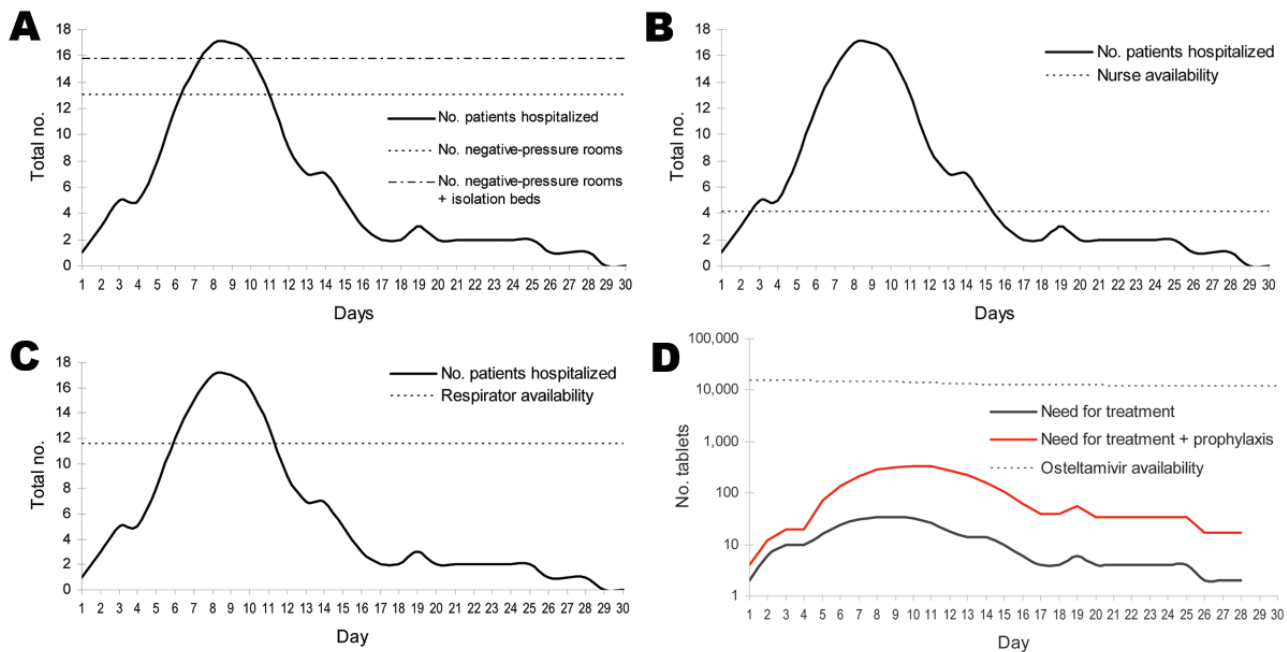 A
Total no.
18
16
14
12
10
8
6
4
2
0
No. patients hospitalized
No. negative-pressure rooms
No. negative-pressure rooms
+ isolation beds
1 2 3 4 5 6 7 8 9 10 11 12 13 14 15 16 17 18 19 20 21 22 23 24 25 26 27 28 29 30
Days
B
Total no.
18
16
14
12
10
8
6
4
2
0
No. patients hospitalized
Nurse availability
1 2 3 4 5 6 7 8 9 10 11 12 13 14 15 16 17 18 19 20 21 22 23 24 25 26 27 28 29 30
Days
C
Total no.
18
16
14
12
10
8
6
4
2
0
No. patients hospitalized
Respirator availability
1 2 3 4 5 6 7 8 9 10 11 12 13 14 15 16 17 18 19 20 21 22 23 24 25 26 27 28 29 30
Day
D
No. tablets
100,000
10,000
1,000
100
10
1
Need for treatment
Need for treatment + prophylaxis
Osteltamivir availability
1 2 3 4 5 6 7 8 9 10 11 12 13 14 15 16 17 18 19 20 21 22 23 24 25 26 27 28 29 30
Day